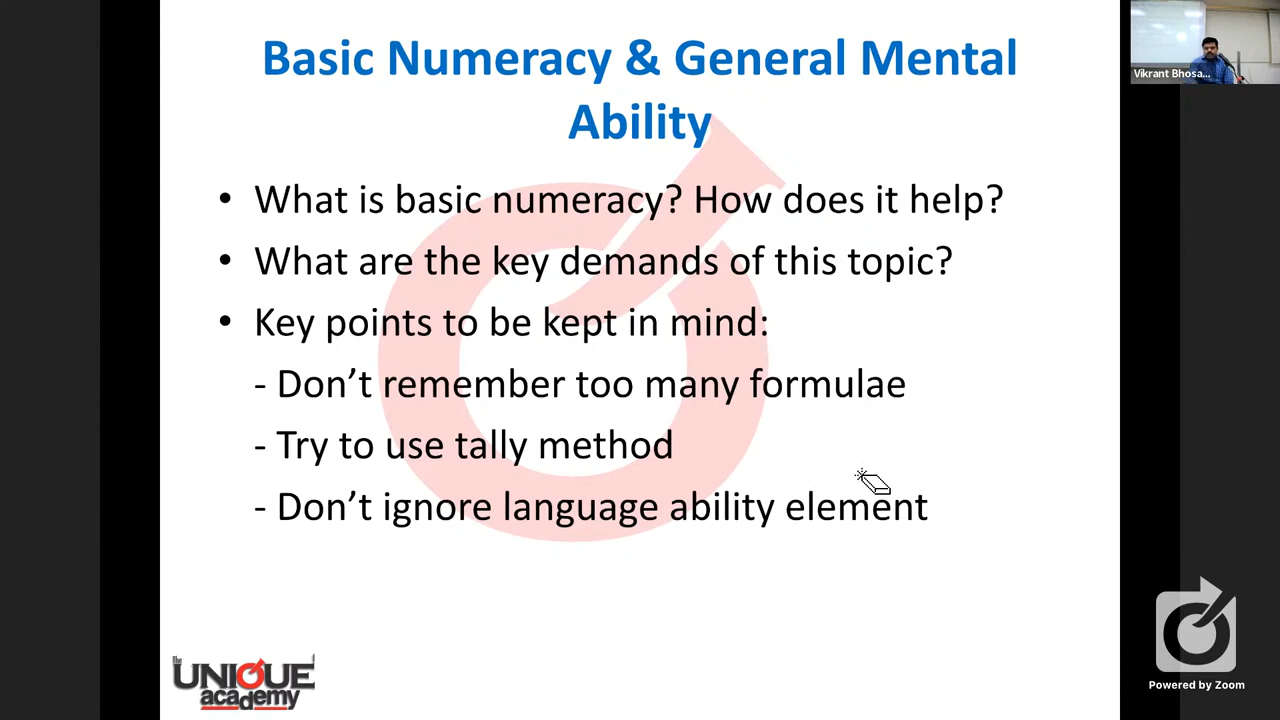 Basic Numeracy & General Mental
Ability
Vikrant Bhosa...
• What is basic numeracy? How does it help?
• What are the key demands of this topic?
• Key points to be kept in mind:
- Don’t remember too many formulae
- Try to use tally method
- Don’t ignore language ability element
The
UNIQUE
academy
Powered by Zoom